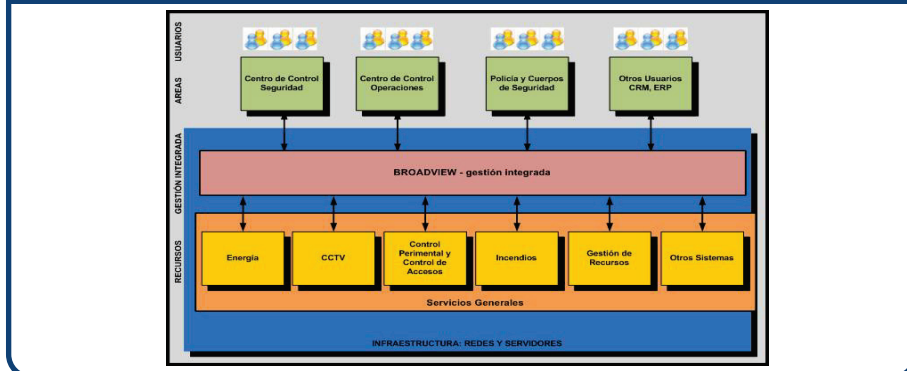 USUARIOS
AREAS
Centro de Control
Seguridad
Centro de Control
Operaciones
Policía y Cuerpos
de Seguridad
Otros Usuarios
CRM, ERP
GESTIÓN INTEGRADA
BROADVIEW - gestión integrada
RECURSOS
Energía
CCTV
Control
Perimental y
Control de
Accesos
Incendios
Gestión de
Recursos
Otros Sistemas
Servicios Generales
INFRAESTRUCTURA: REDES Y SERVIDORES